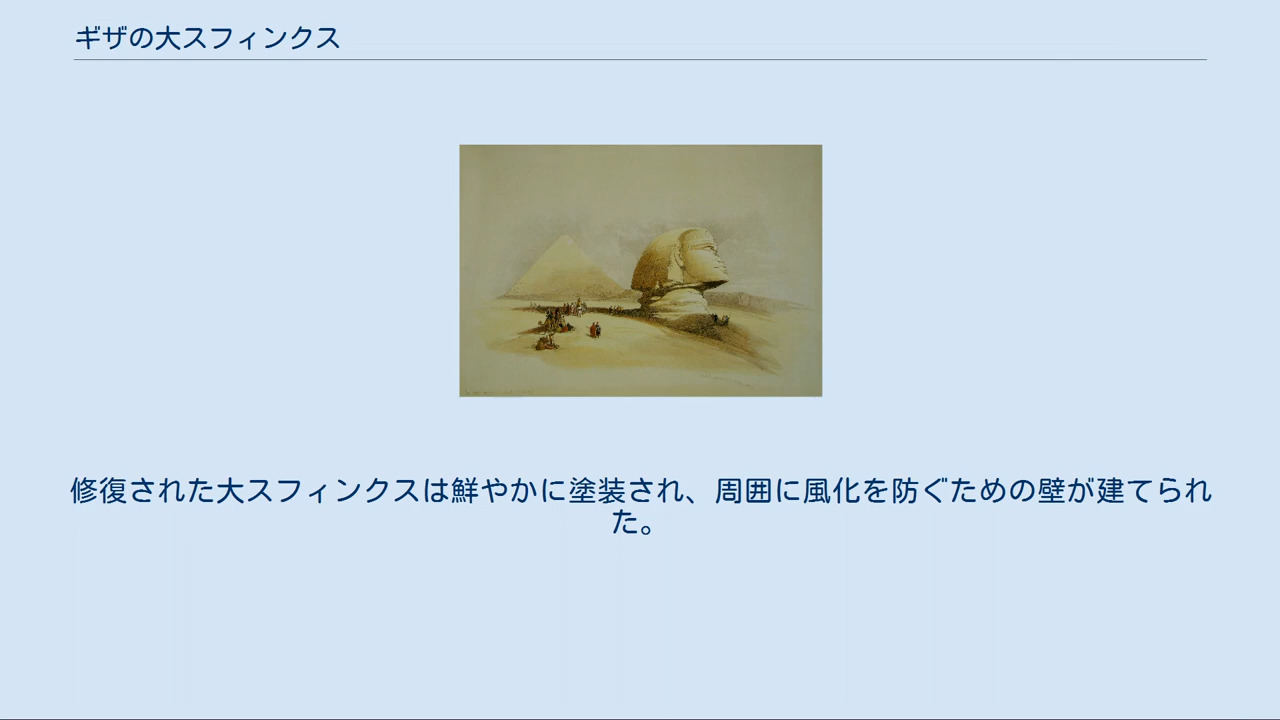 ギザの大スフィンクス
修復された大スフィンクスは鮮やかに塗装され、周囲に風化を防ぐための壁が建てられ
た。